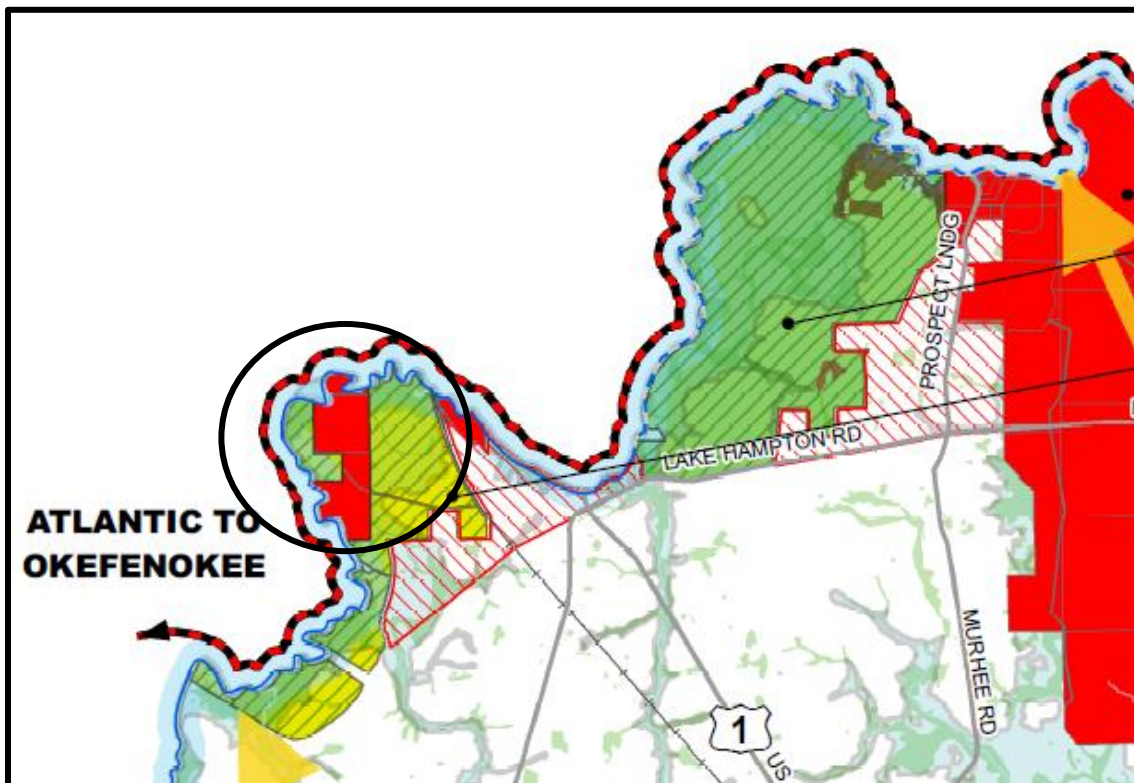 PROSPECT LNDG
LAKE HAMPTON RD
ATLANTIC TO
OKEFENOKEE
MURHEE RD
1
US